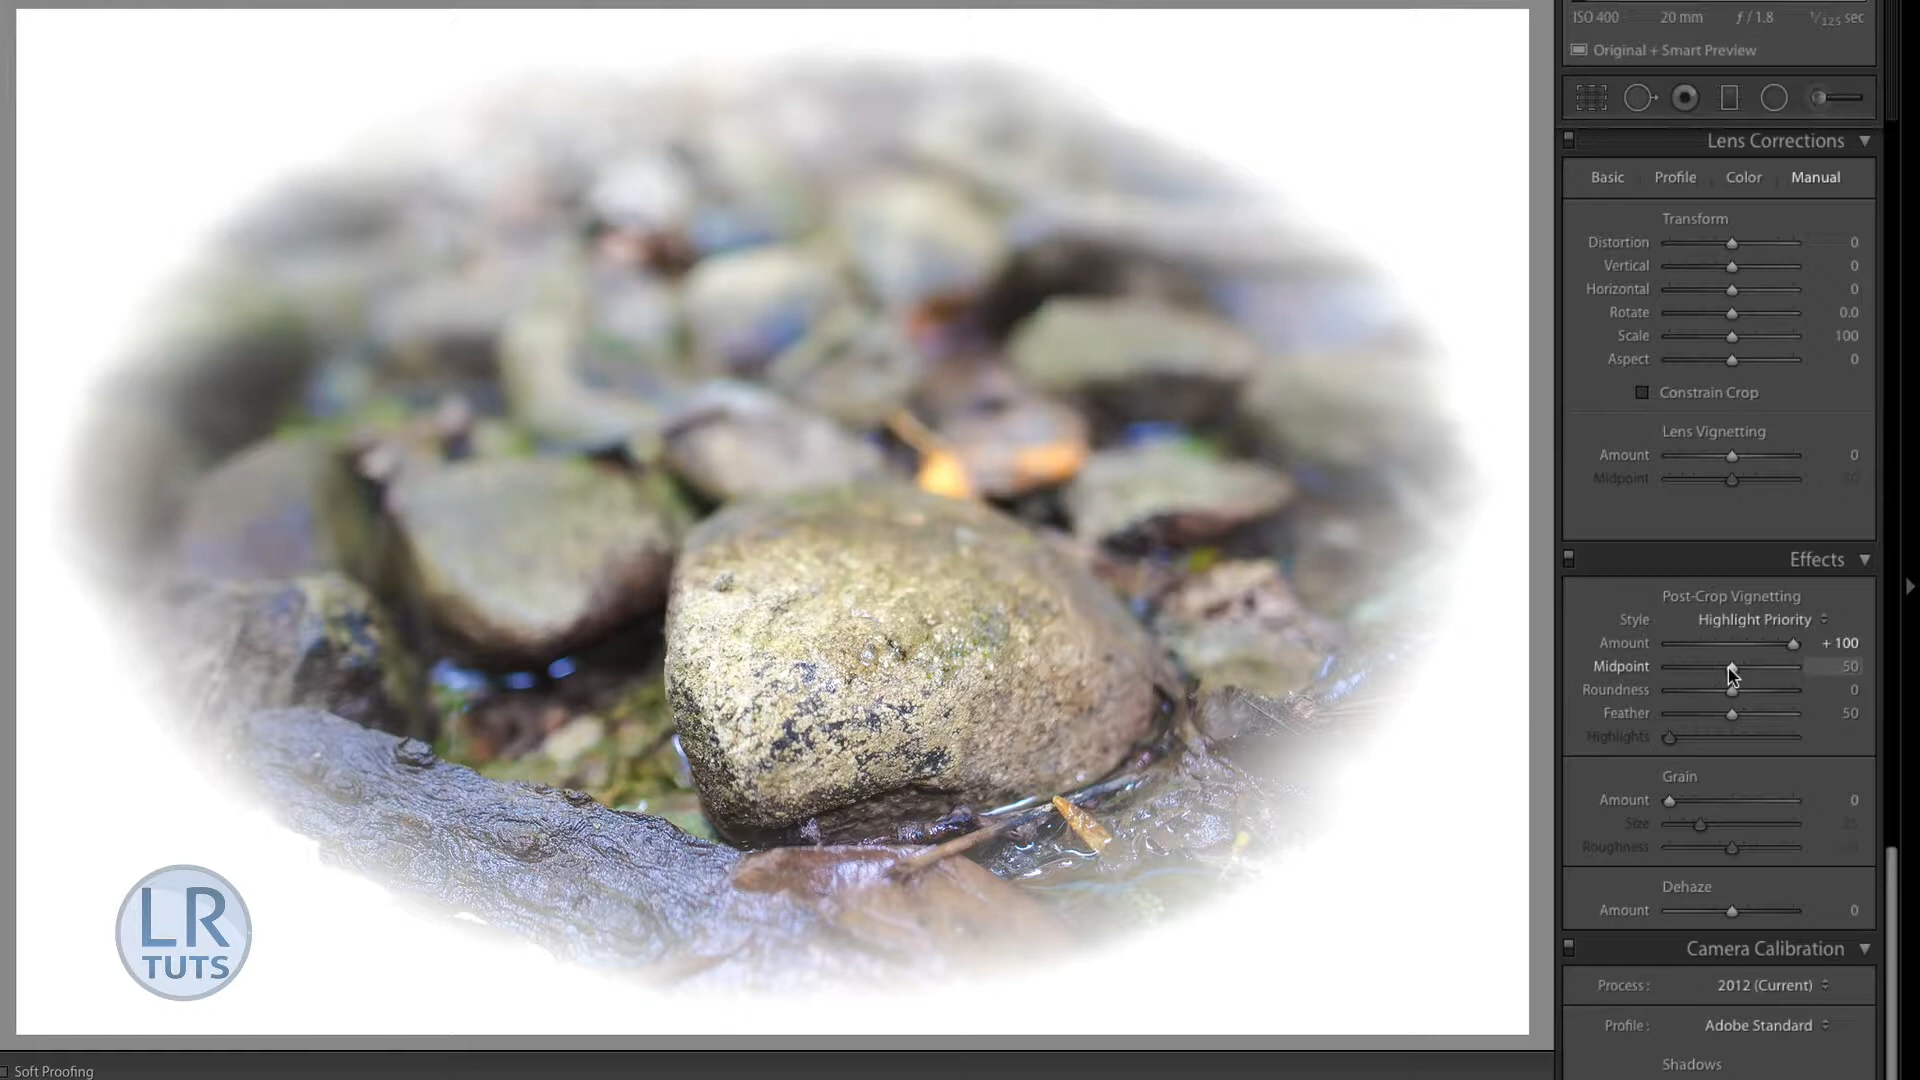 ISO 400 20 mm ƒ / 1.8 1/125 sec
Original + Smart Preview
Lens Corrections
Basic Profile Color Manual
Transform
Distortion 0
Vertical 0
Horizontal 0
Rotate 0.0
Scale 100
Aspect 0
Constrain Crop
Lens Vignetting
Amount 0
Midpoint
Effects
Post-Crop Vignetting
Style Highlight Priority
Amount + 100
Midpoint 50
Roundness 0
Feather 50
Highlights
Grain
Amount 0
Size 25
Roughness
Dehaze
Amount 0
Camera Calibration
Process : 2012 (Current)
Profile : Adobe Standard
Shadows
LR
TUTS
Soft Proofing